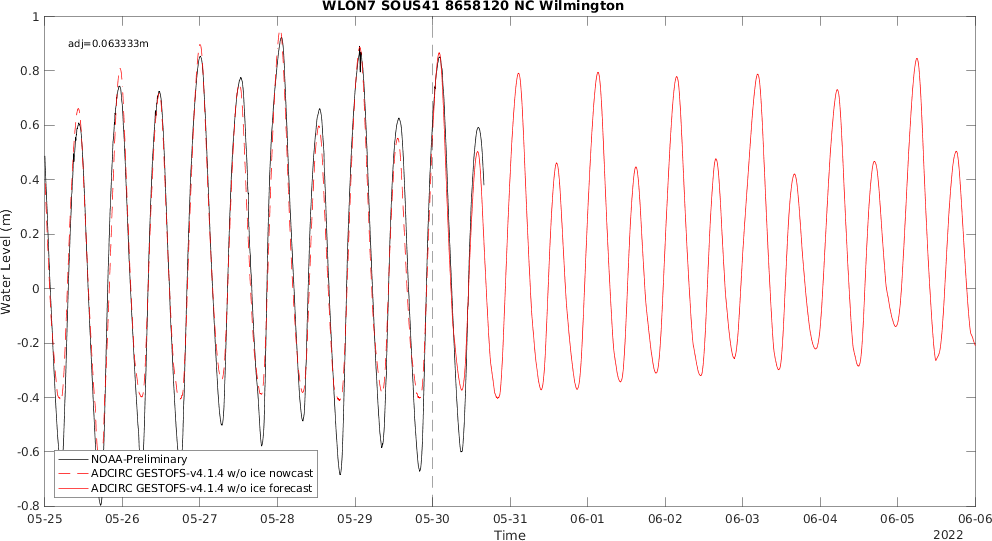 WLON7 SOUS41 8658120 NC Wilmington
adj=0.063333m
1
0.8
0.6
0.4
0.2
0
-0.2
-0.4
-0.6
-0.8
Water Level (m)
NOAA-Preliminary
ADCIRC GESTOFS-v4.1.4 w/o ice nowcast
ADCIRC GESTOFS-v4.1.4 w/o ice forecast
05-25 05-26 05-27 05-28 05-29 05-30 05-31 06-01 06-02 06-03 06-04 06-05 06-06
Time
2022